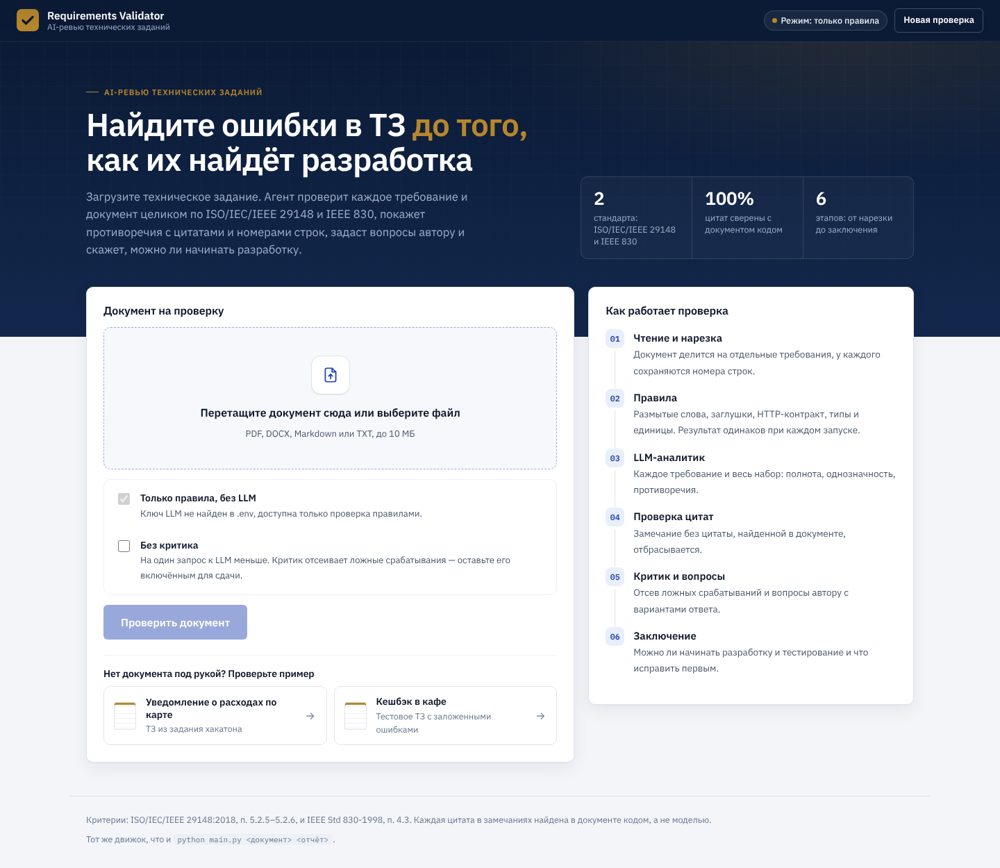 Requirements Validator
AI-ревью технических заданий
Режим: только правила
Новая проверка
AI-РЕВЬЮ ТЕХНИЧЕСКИХ ЗАДАНИЙ
Найдите ошибки в ТЗ до того,
как их найдёт разработка
Загрузите техническое задание. Агент проверит каждое требование и
документ целиком по ISO/IEC/IEEE 29148 и IEEE 830, покажет
противоречия с цитатами и номерами строк, задаст вопросы автору и
скажет, можно ли начинать разработку.
2
стандарта:
ISO/IEC/IEEE 29148
и IEEE 830
100%
цитат сверены с
документом кодом
6
этапов: от нарезки
до заключения
Документ на проверку
Перетащите документ сюда или выберите файл
PDF, DOCX, Markdown или TXT, до 10 МБ
Только правила, без LLM
Ключ LLM не найден в .env, доступна только проверка правилами.
Без критика
На один запрос к LLM меньше. Критик отсеивает ложные срабатывания — оставьте его
включённым для сдачи.
Проверить документ
Нет документа под рукой? Проверьте пример
Уведомление о расходах по
карте
ТЗ из задания хакатона
Кешбэк в кафе
Тестовое ТЗ с заложенными
ошибками
Как работает проверка
01
Чтение и нарезка
Документ делится на отдельные требования, у каждого
сохраняются номера строк.
02
Правила
Размытые слова, заглушки, HTTP-контракт, типы и
единицы. Результат одинаков при каждом запуске.
03
LLM-аналитик
Каждое требование и весь набор: полнота, однозначность,
противоречия.
04
Проверка цитат
Замечание без цитаты, найденной в документе,
отбрасывается.
05
Критик и вопросы
Отсев ложных срабатываний и вопросы автору с
вариантами ответа.
06
Заключение
Можно ли начинать разработку и тестирование и что
исправить первым.
Критерии: ISO/IEC/IEEE 29148:2018, п. 5.2.5–5.2.6, и IEEE Std 830-1998, п. 4.3. Каждая цитата в замечаниях найдена в документе кодом, а не моделью.
Тот же движок, что и python main.py <документ> <отчёт> .